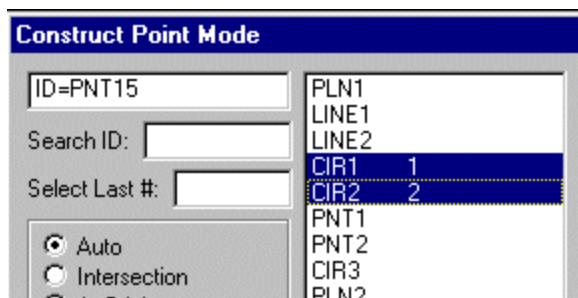 Construct Point Mode
ID=PNT15
Search ID:
Select Last #:
Auto
Intersection
PLN1
LINE1
LINE2
CIR1 1
CIR2 2
PNT1
PNT2
CIR3
PLN2